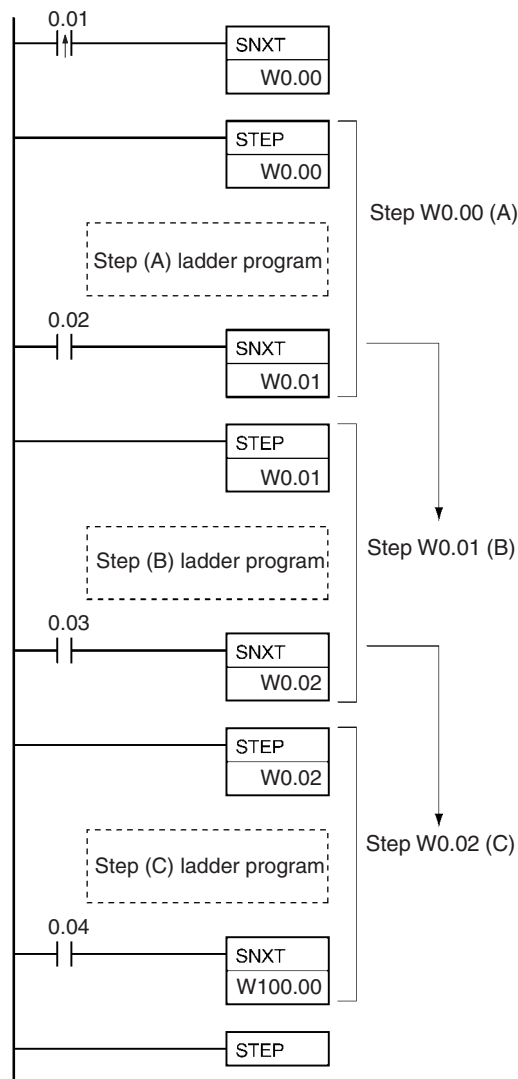 0.01
SNXT
W0.00
STEP
W0.00
Step W0.00 (A)
Step (A) ladder program
0.02
SNXT
W0.01
STEP
W0.01
Step W0.01 (B)
Step (B) ladder program
0.03
SNXT
W0.02
STEP
W0.02
Step W0.02 (C)
Step (C) ladder program
0.04
SNXT
W100.00
STEP